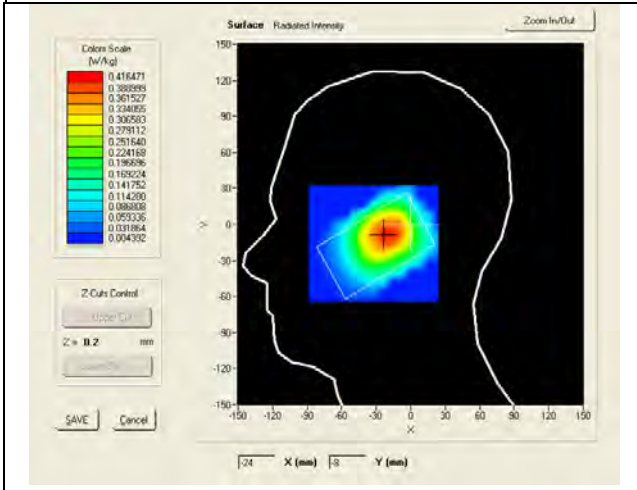 Surface Radiated Intensity
Zoom In/Out
Colors Scale
(W/kg)
0.416471
0.388999
0.361527
0.334055
0.306583
0.279112
0.251640
0.224168
0.196696
0.169224
0.141752
0.114280
0.086808
0.059336
0.031864
0.004392
Z-Cuts Control
Upper Cut
Z = 0.2 mm
SAVE
Cancel
150
120
90
60
30
0
-30
-60
-90
-120
-150
Y
-150 -120 -90 -60 -30 0 30 60 90 120 150
X
-24 X (mm) -8 Y (mm)